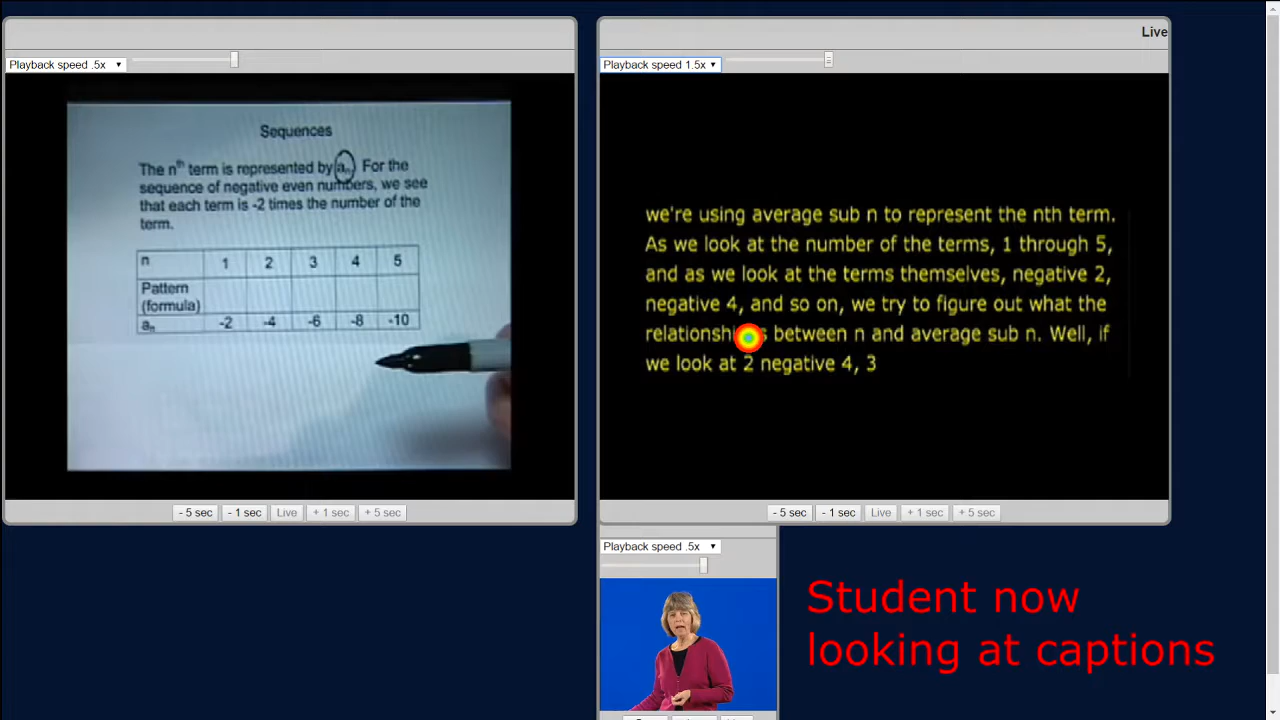 Live
Playback speed .5x
Playback speed 1.5x
Sequences
The nth term is represented by an. For the
sequence of negative even numbers, we see
that each term is -2 times the number of the
term.
n 1 2 3 4 5
Pattern
(formula)
an -2 -4 -6 -8 -10
we're using average sub n to represent the nth term.
As we look at the number of the terms, 1 through 5,
and as we look at the terms themselves, negative 2,
negative 4, and so on, we try to figure out what the
between n and average sub n. Well, if
we look at 2 negative 4, 3
- 5 sec - 1 sec Live + 1 sec + 5 sec
- 5 sec - 1 sec Live + 1 sec + 5 sec
Playback speed .5x
Student now
looking at captions